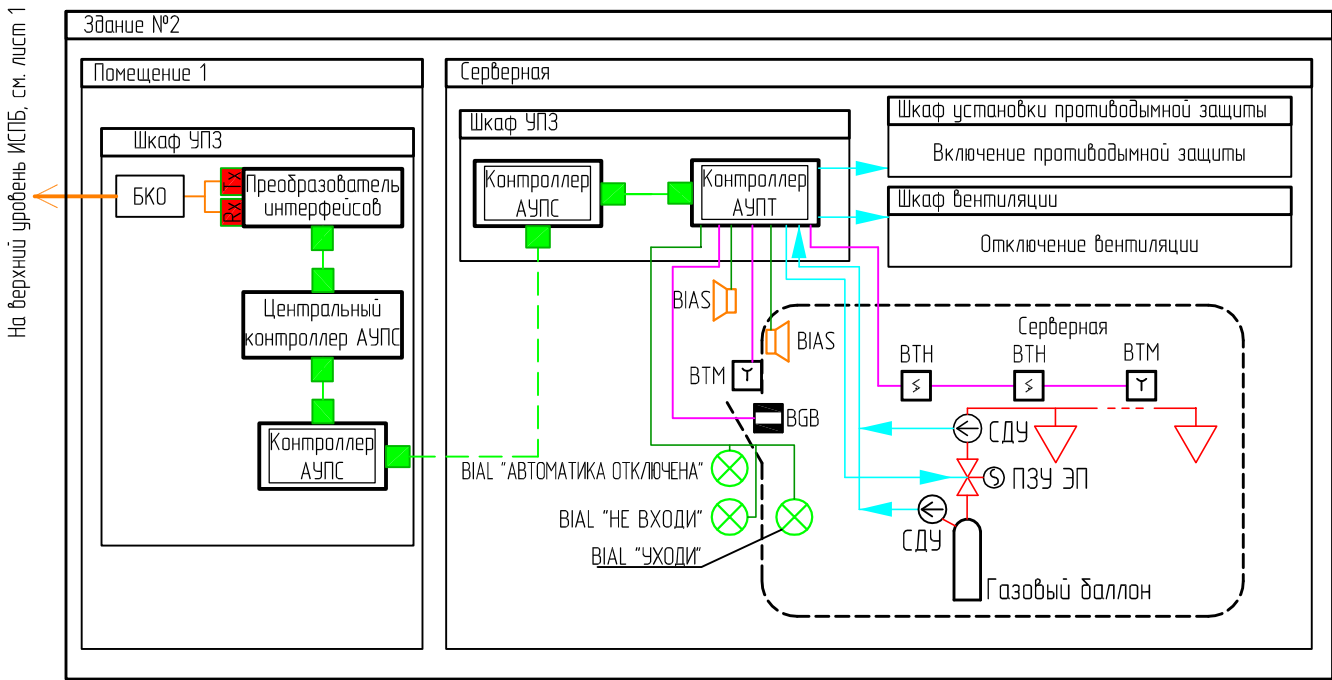 На верхний уровень ИСПБ, см. лист 1
Здание №2
Помещение 1
Шкаф УПЗ
БКО
Tx
Rx
Преобразователь
интерфейсов
Центральный
контроллер АУПС
Контроллер
АУПС
Серверная
Шкаф УПЗ
Контроллер
АУПС
Контроллер
АУПТ
Шкаф установки противодымной защиты
Включение противодымной защиты
Шкаф вентиляции
Отключение вентиляции
BIAS
BIAS
Серверная
BTH
BTH
BTM
BTM
BGB
СДУ
BIAL "АВТОМАТИКА ОТКЛЮЧЕНА"
ПЗУ ЭП
BIAL "НЕ ВХОДИ"
СДУ
BIAL "УХОДИ"
Газовый баллон